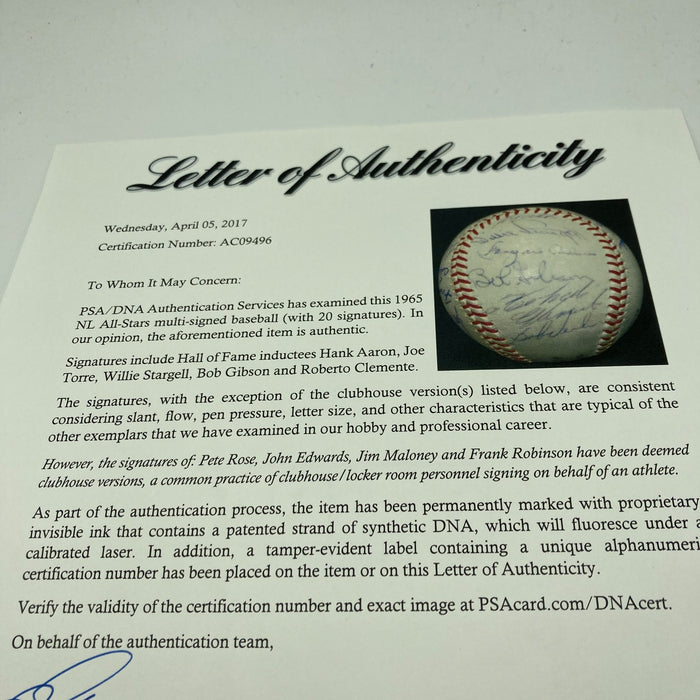 Letter of Authenticity
Wednesday, April 05, 2017
Certification Number: AC09496
To Whom It May Concern:
PSA/DNA Authentication Services has examined this 1965
NL All-Stars multi-signed baseball (with 20 signatures). In
our opinion, the aforementioned item is authentic.
Signatures include Hall of Fame inductees Hank Aaron, Joe
Torre, Willie Stargell, Bob Gibson and Roberto Clemente.
The signatures, with the exception of the clubhouse version(s) listed below, are consistent
considering slant, flow, pen pressure, letter size, and other characteristics that are typical of the
other exemplars that we have examined in our hobby and professional career.
However, the signatures of: Pete Rose, John Edwards, Jim Maloney and Frank Robinson have been deemed
clubhouse versions, a common practice of clubhouse/locker room personnel signing on behalf of an athlete.
As part of the authentication process, the item has been permanently marked with proprietary
invisible ink that contains a patented strand of synthetic DNA, which will fluoresce under a
calibrated laser. In addition, a tamper-evident label containing a unique alphanumeri
certification number has been placed on the item or on this Letter of Authenticity.
Verify the validity of the certification number and exact image at PSAcard.com/DNAcert.
On behalf of the authentication team,
Bob Gibson